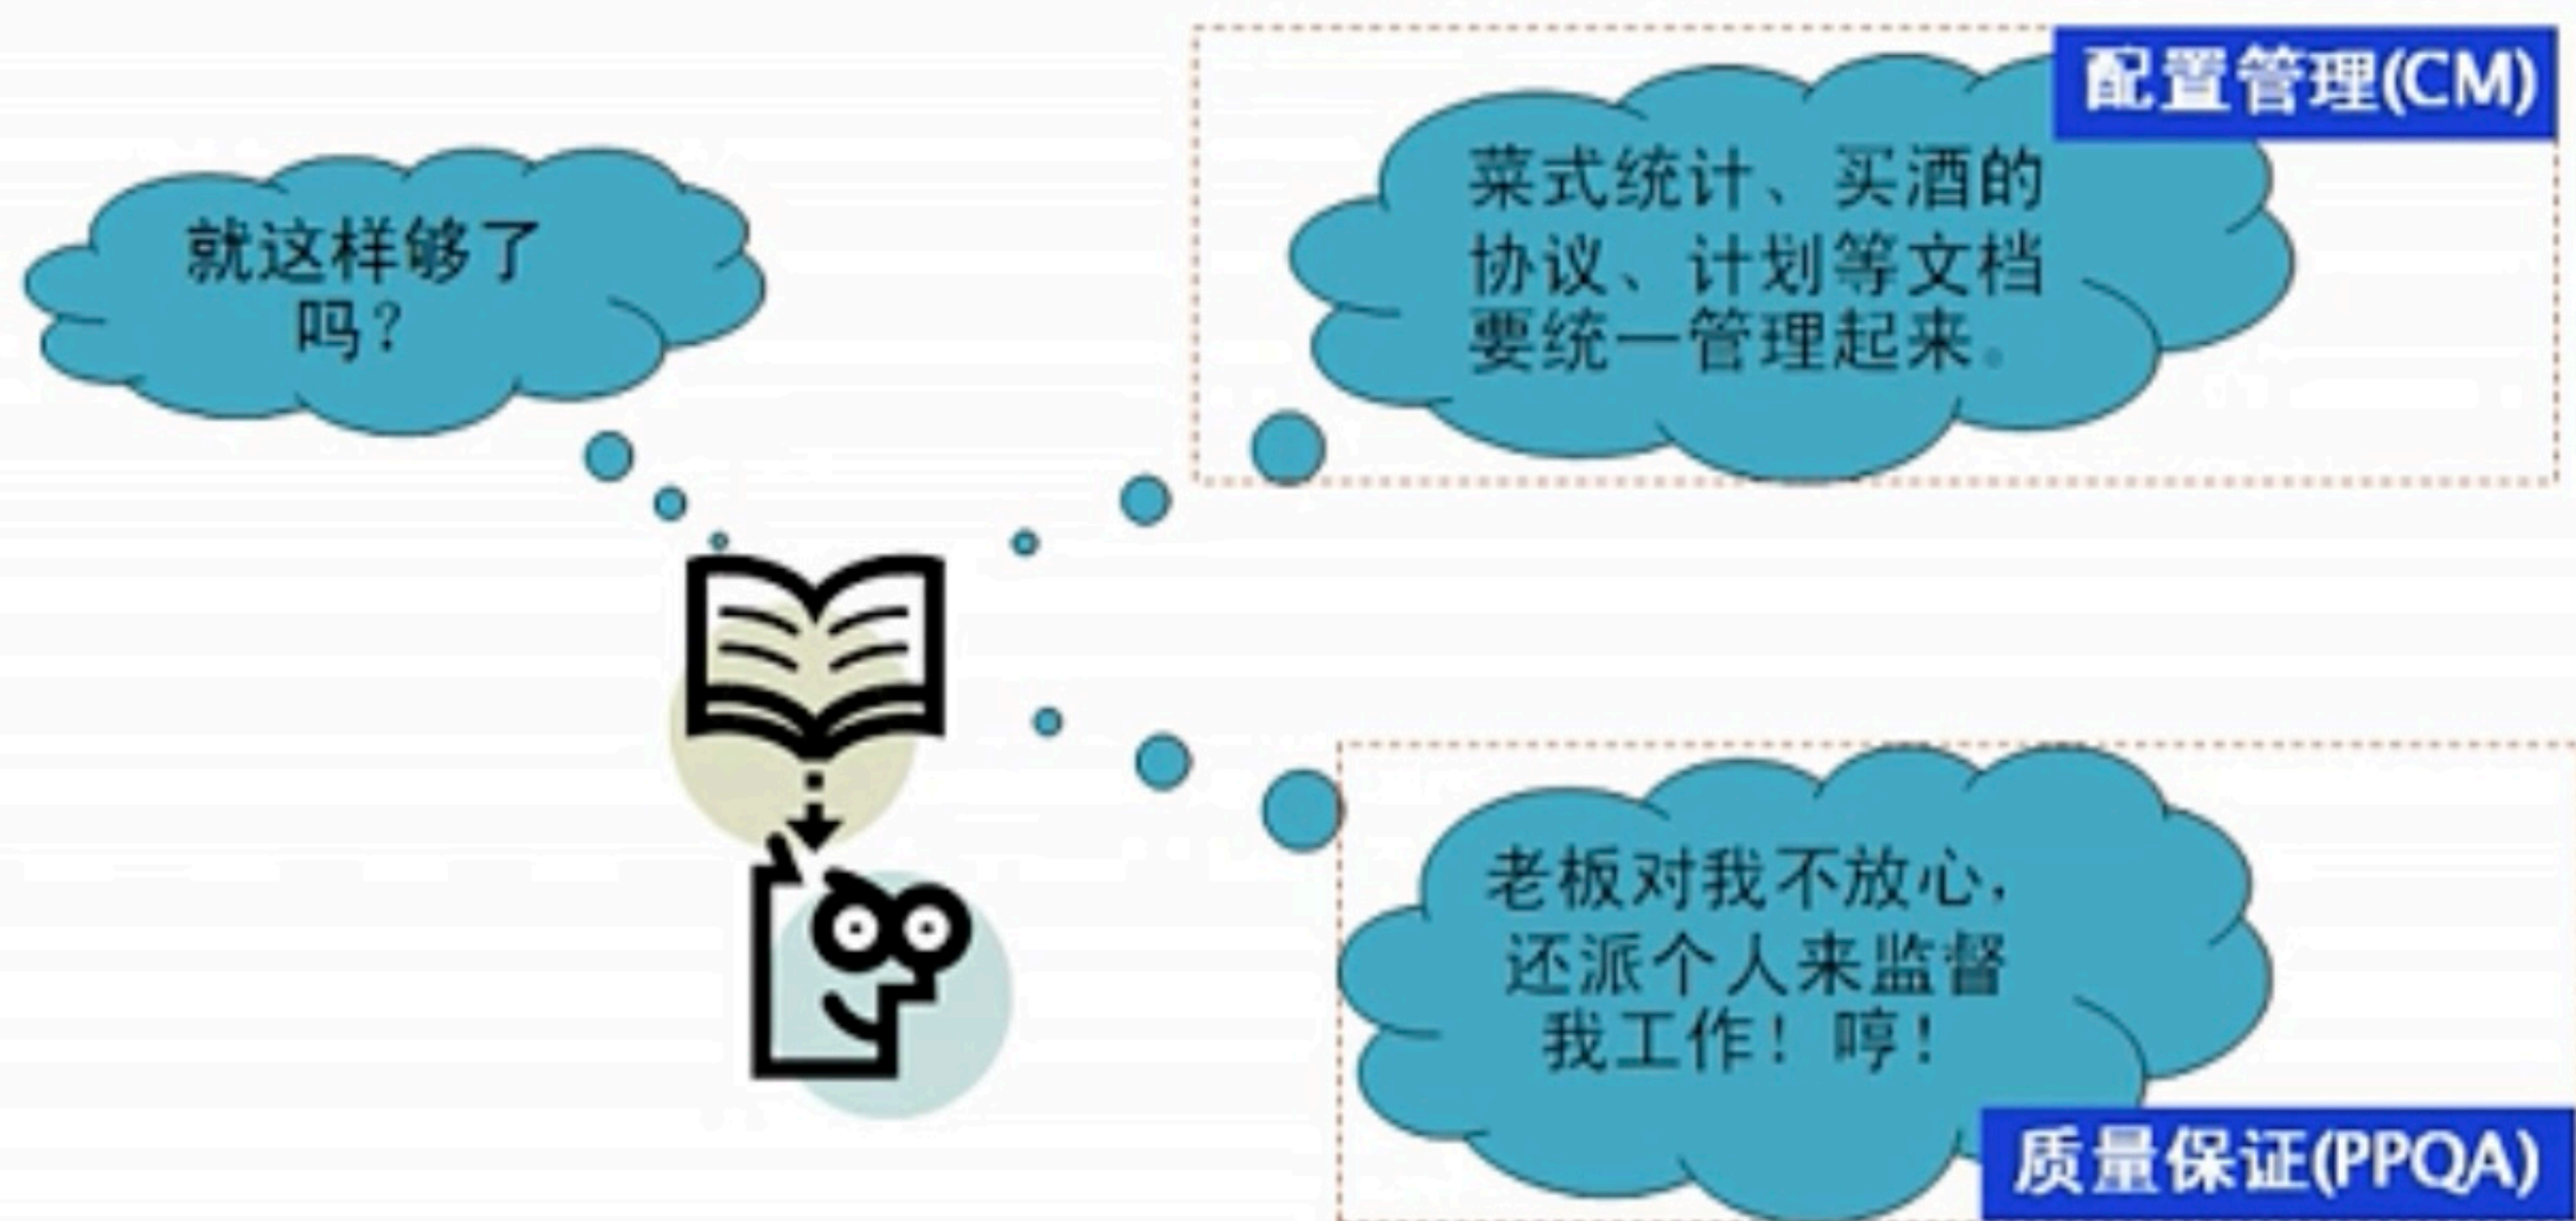 就这样够了
吗？
配置管理(CM)
菜式统计、买酒的
协议、计划等文档
要统一管理起来。
老板对我不放心，
还派个人来监督
我工作！哼！
质量保证(PPQA)